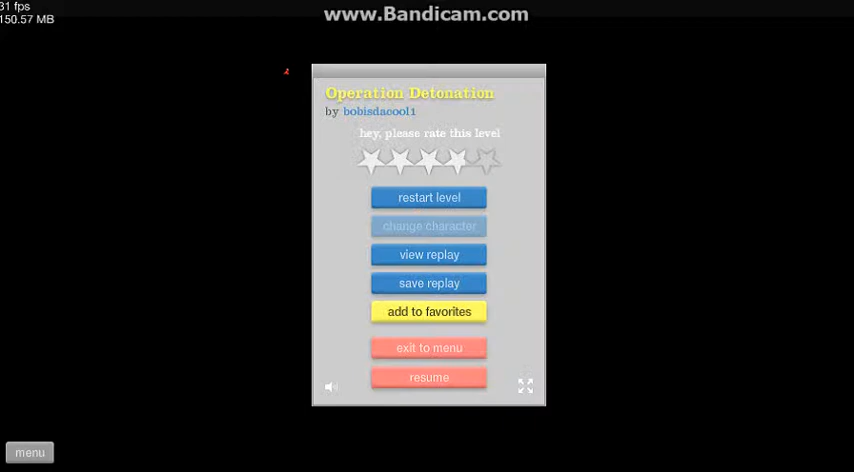 31 fps
150.57 MB
www.Bandicam.com
Operation Detonation
by bobisdacool1
hey, please rate this level
restart level
change character
view replay
save replay
add to favorites
exit to menu
resume
menu